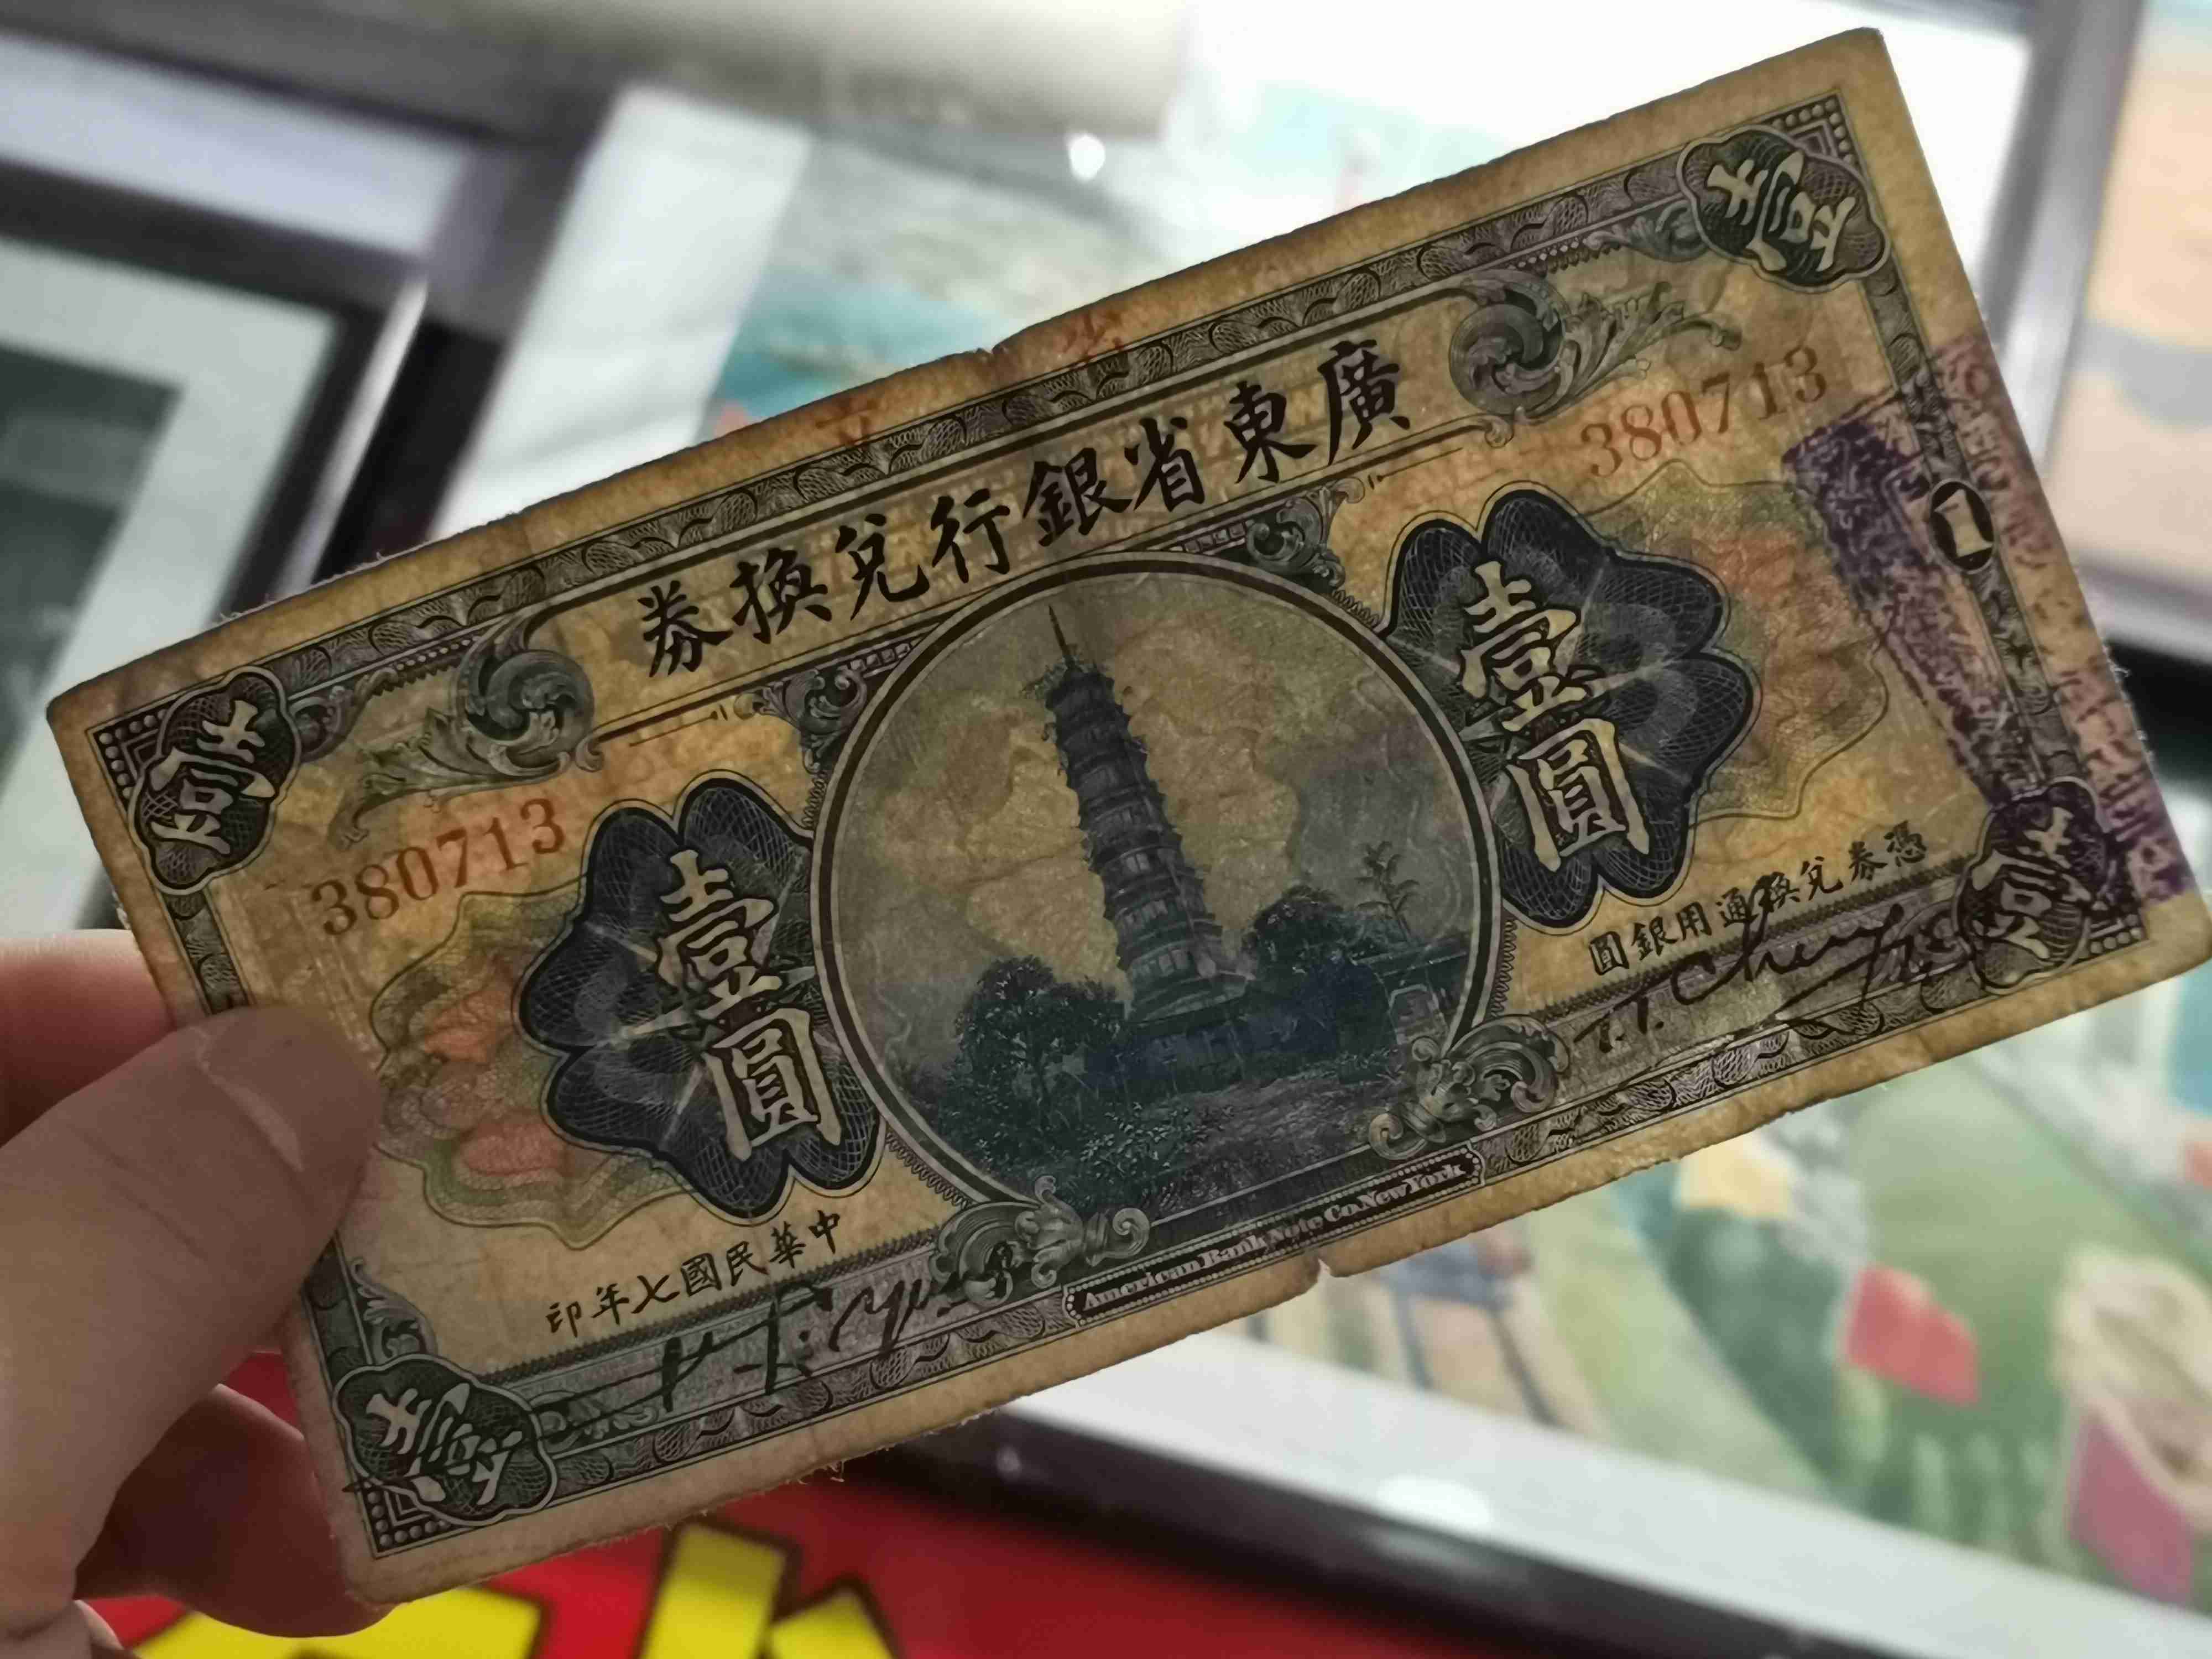 廣東省銀行兌換券
380713
380713
壹
壹
壹圓
壹圓
1
憑券兌換通用銀圓
中華民國七年印
American Bank Note Co. New York
壹
壹